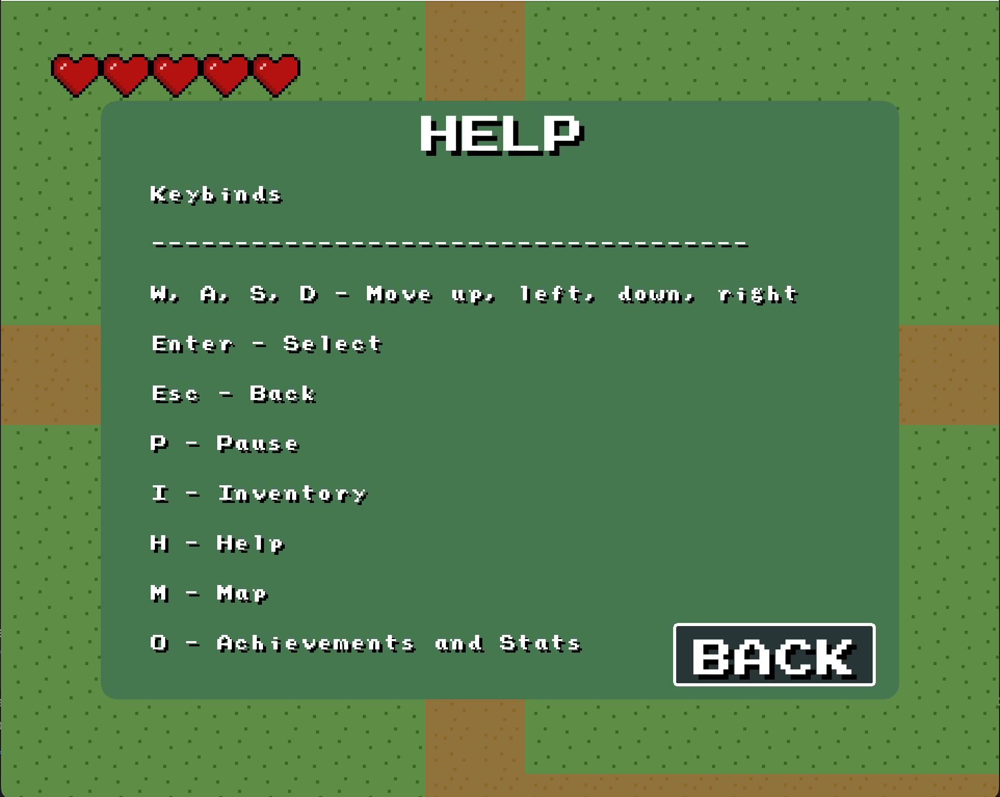 HELP
Keybinds
------------------------------------
W, A, S, D - Move up, left, down, right
Enter - Select
Esc - Back
P - Pause
I - Inventory
H - Help
M - Map
O - Achievements and Stats
BACK